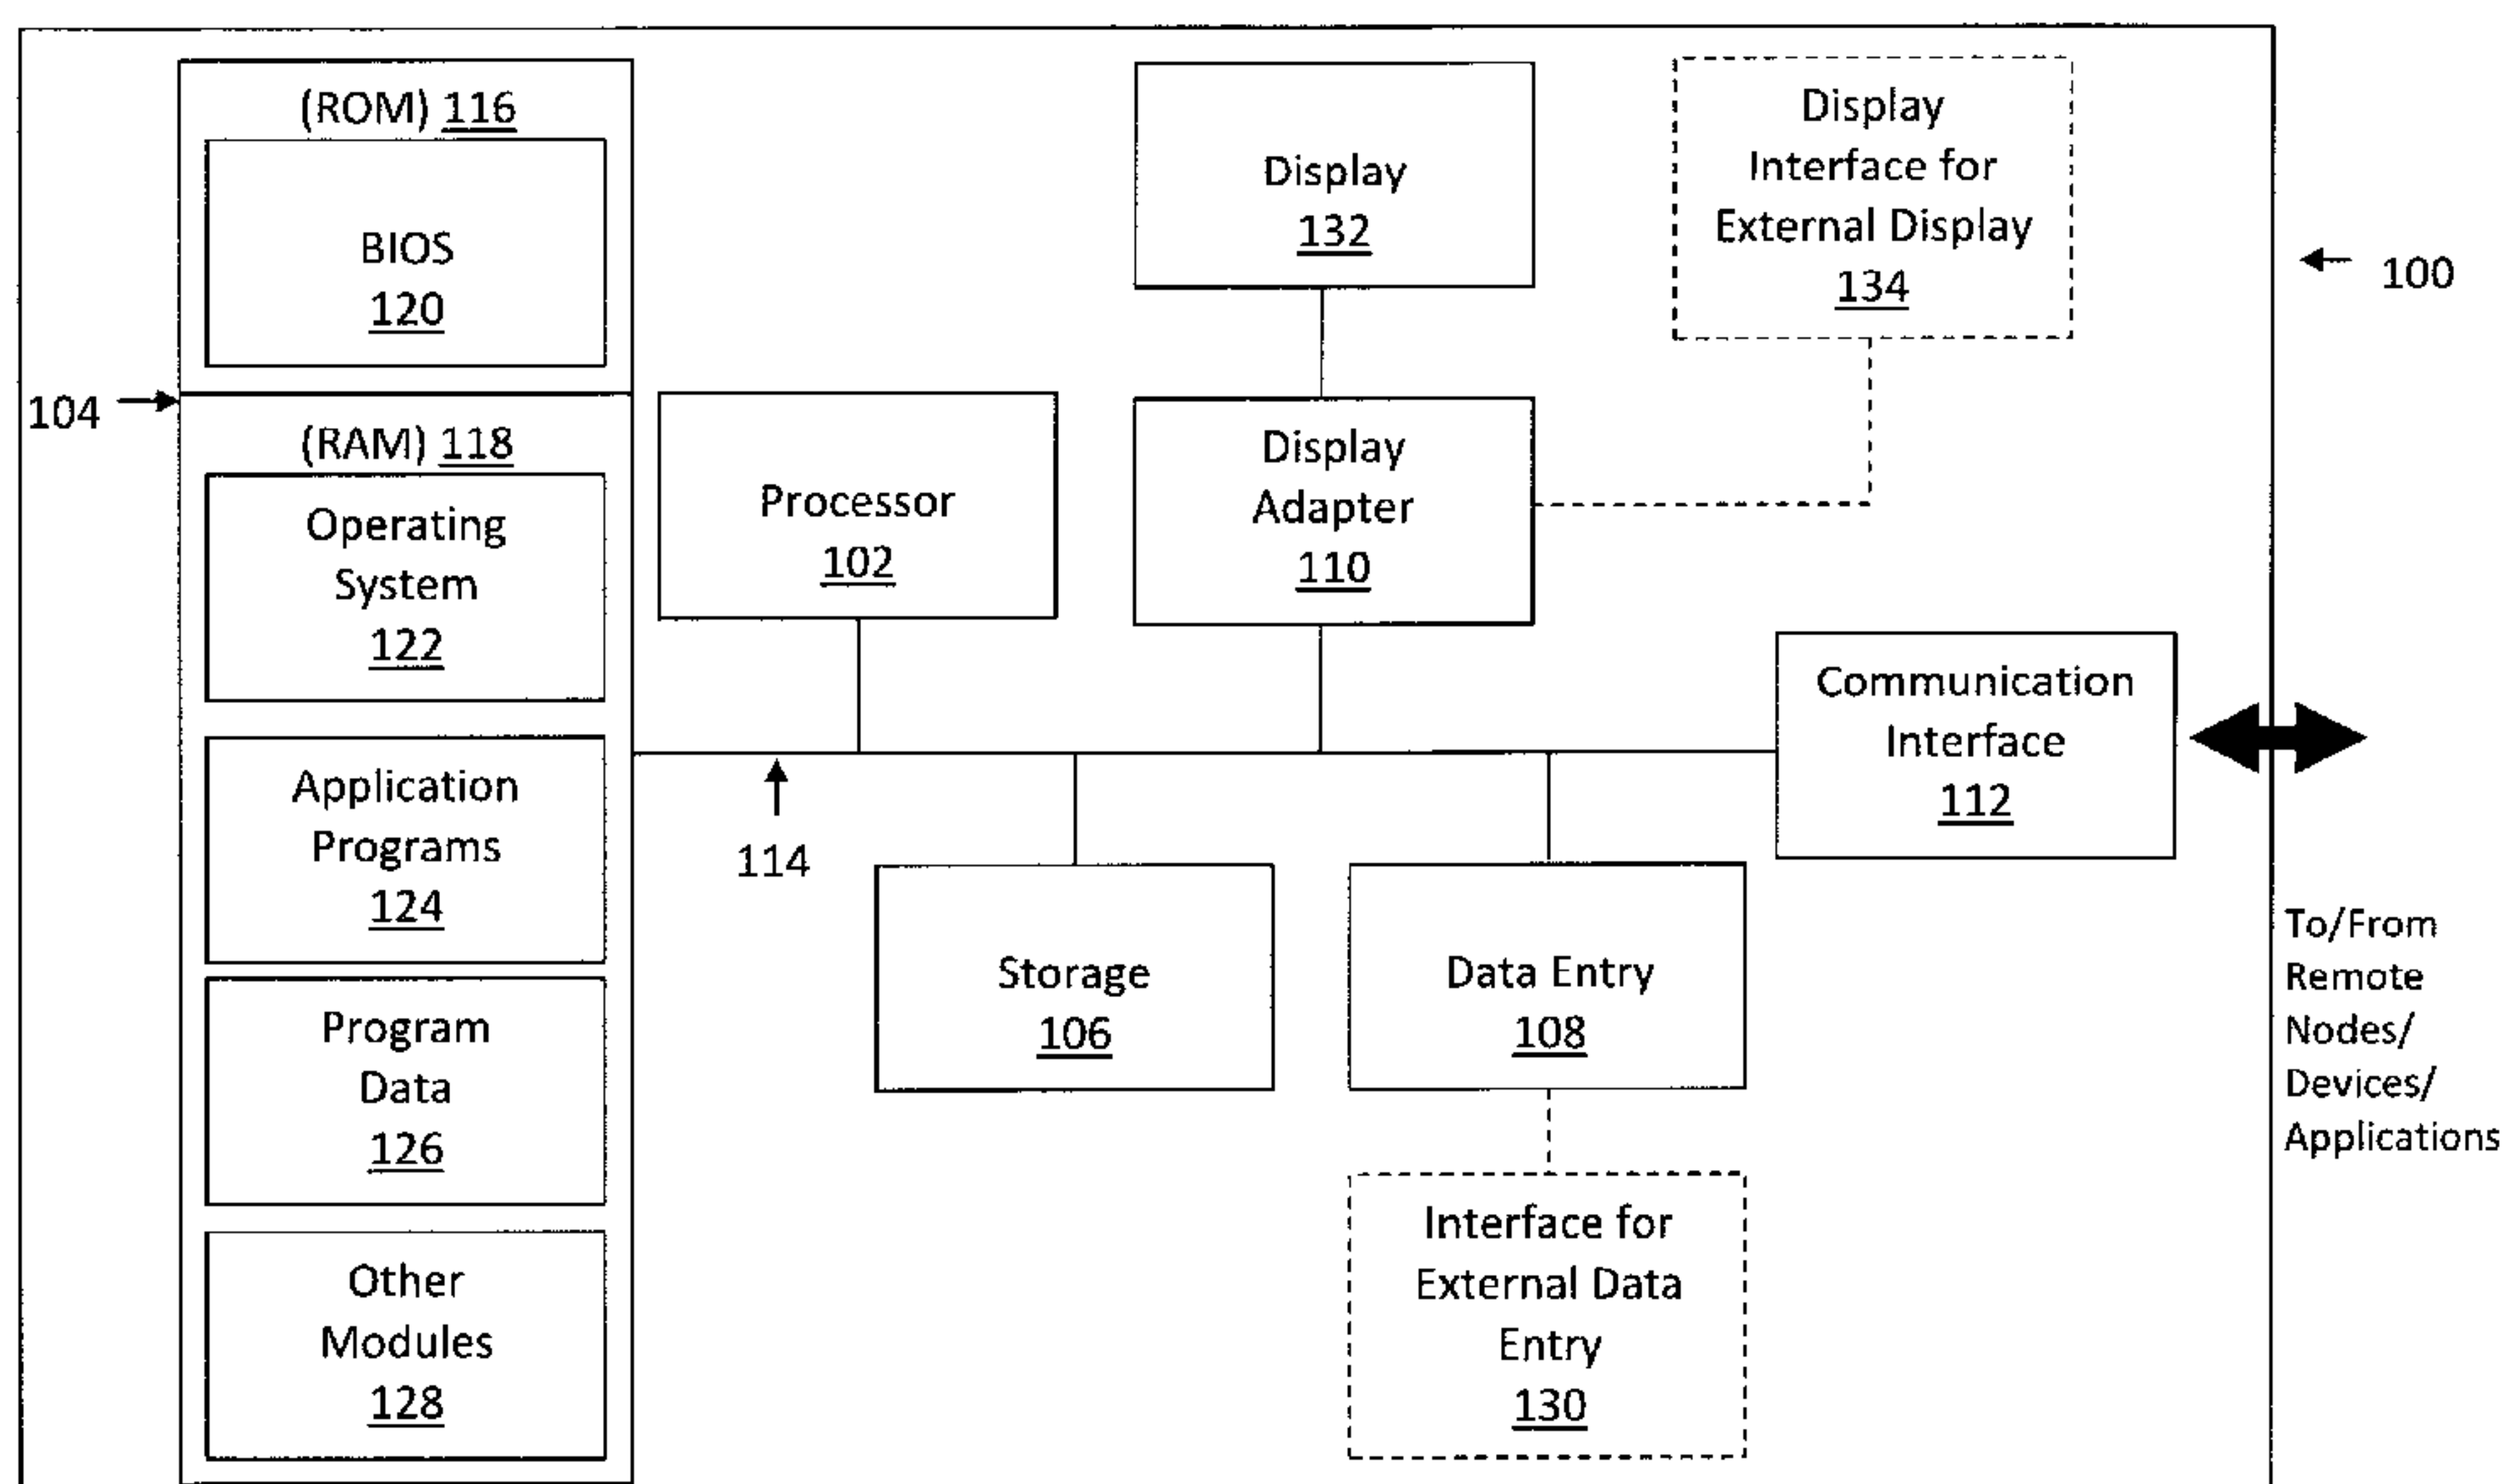 (ROM) 116
BIOS
120
104
(RAM) 118
Operating
System
122
Application
Programs
124
Program
Data
126
Other
Modules
128
Processor
102
114
Display
132
Display
Adapter
110
Display
Interface for
External Display
134
100
Communication
Interface
112
Storage
106
Data Entry
108
Interface for
External Data
Entry
130
To/From
Remote
Nodes/
Devices/
Applications